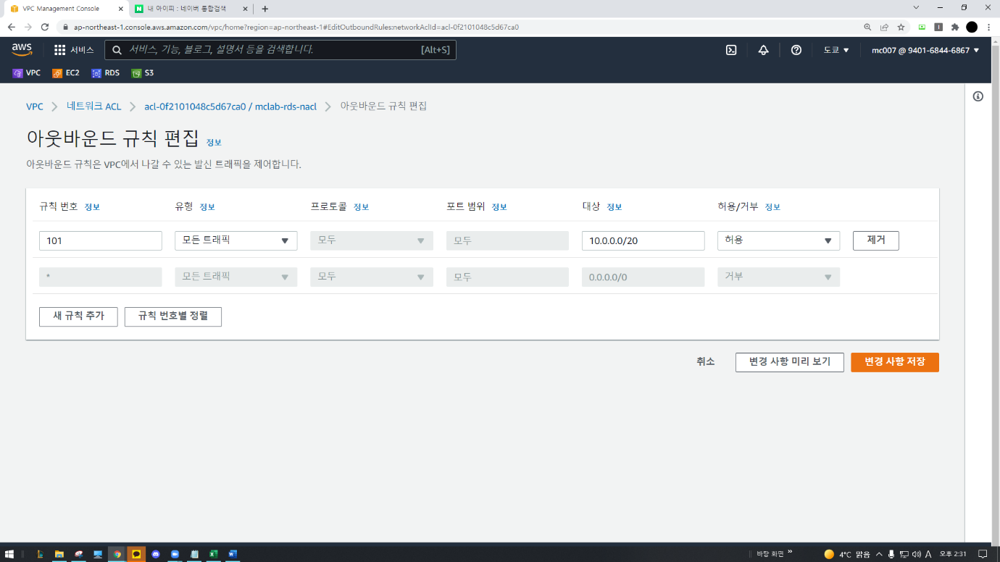 VPC Management Console
내 아이피 : 네이버 통합검색
ap-northeast-1.console.aws.amazon.com/vpc/home?region=ap-northeast-1#EditOutboundRules:networkAclId=acl-0f2101048c5d67ca0
aws
서비스
서비스, 기능, 블로그, 설명서 등을 검색합니다.
[Alt+S]
도쿄
mc007 @ 9401-6844-6867
VPC
EC2
RDS
S3
VPC
네트워크 ACL
acl-0f2101048c5d67ca0 / mclab-rds-nacl
아웃바운드 규칙 편집
아웃바운드 규칙 편집 정보
아웃바운드 규칙은 VPC에서 나갈 수 있는 발신 트래픽을 제어합니다.
규칙 번호 정보
유형 정보
프로토콜 정보
포트 범위 정보
대상 정보
허용/거부 정보
101
모든 트래픽
모두
모두
10.0.0.0/20
허용
제거
*
모든 트래픽
모두
모두
0.0.0.0/0
거부
새 규칙 추가
규칙 번호별 정렬
취소
변경 사항 미리 보기
변경 사항 저장
바탕 화면
4°C 맑음
A
오후 2:31